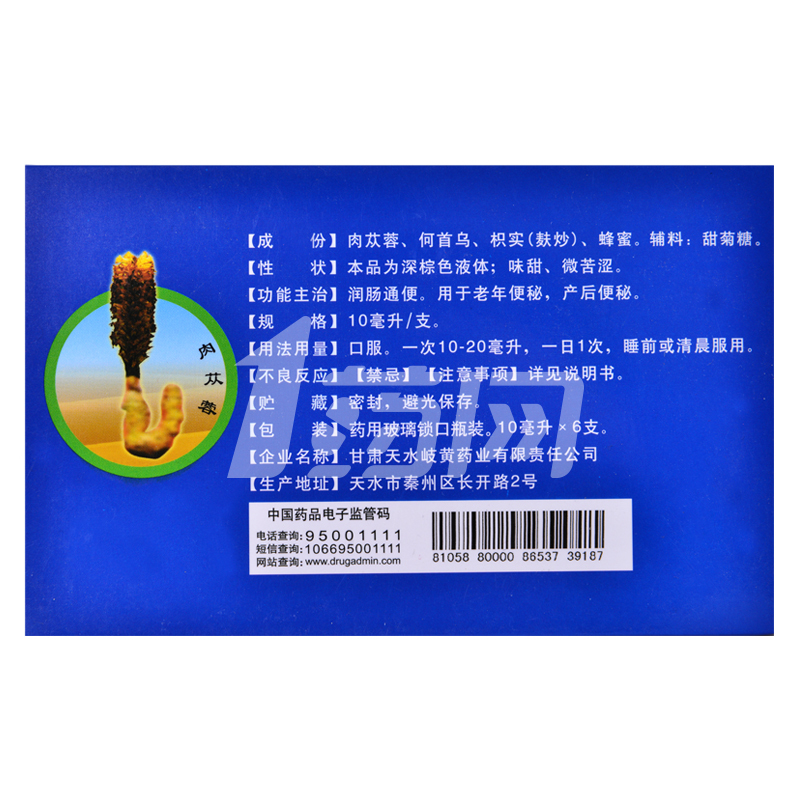 【成份】肉苁蓉、何首乌、枳实(麸炒)、蜂蜜。辅料：甜菊糖。
【性状】本品为深棕色液体；味甜、微苦涩。
【功能主治】润肠通便。用于老年便秘，产后便秘。
【规格】10毫升/支。
【用法用量】口服。一次10-20毫升，一日1次，睡前或清晨服用。
【不良反应】【禁忌】【注意事项】详见说明书。
【贮藏】密封，避光保存。
【包装】药用玻璃锁口瓶装。10毫升×6支。
【企业名称】甘肃天水岐黄药业有限责任公司
【生产地址】天水市秦州区长开路2号
肉苁蓉
1药网
中国药品电子监管码
电话查询:95001111
短信查询:106695001111
网站查询:www.drugadmin.com
81058 80000 86537 39187